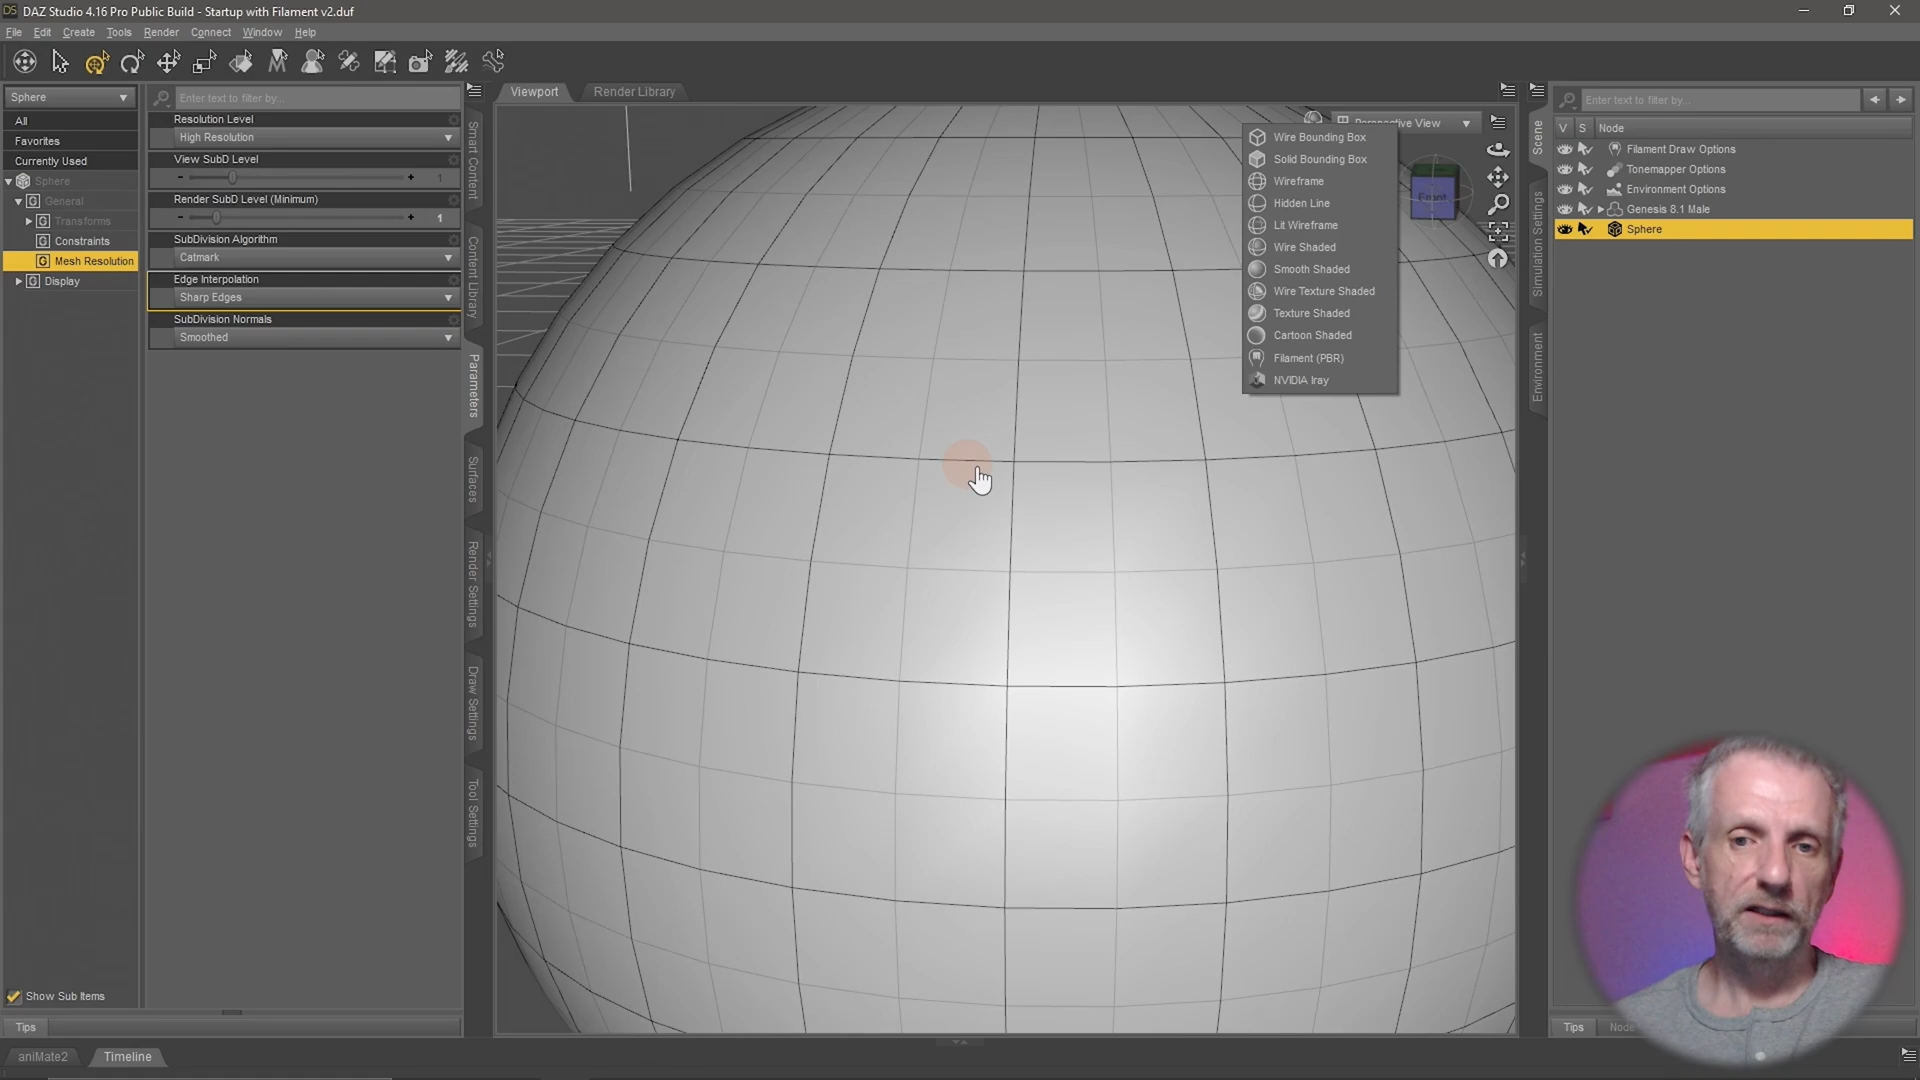 DAZ Studio 4.16 Pro Public Build - Startup with Filament v2.duf
File Edit Create Tools Render Connect Window Help
Sphere
All
Favorites
Currently Used
Sphere
General
Transforms
Constraints
Mesh Resolution
Display
Show Sub Items
Tips
Enter text to filter by...
Resolution Level
High Resolution
View SubD Level
- + 1
Render SubD Level (Minimum)
- + 1
SubDivision Algorithm
Catmark
Edge Interpolation
Sharp Edges
SubDivision Normals
Smoothed
Smart Content
Content Library
Parameters
Surfaces
Render Settings
Draw Settings
Tool Settings
Viewport
Render Library
Perspective View
Front
Wire Bounding Box
Solid Bounding Box
Wireframe
Hidden Line
Lit Wireframe
Wire Shaded
Smooth Shaded
Wire Texture Shaded
Texture Shaded
Cartoon Shaded
Filament (PBR)
NVIDIA Iray
Scene
Simulation Settings
Environment
Enter text to filter by...
V S Node
Filament Draw Options
Tonemapper Options
Environment Options
Genesis 8.1 Male
Sphere
Tips
Node
aniMate2
Timeline